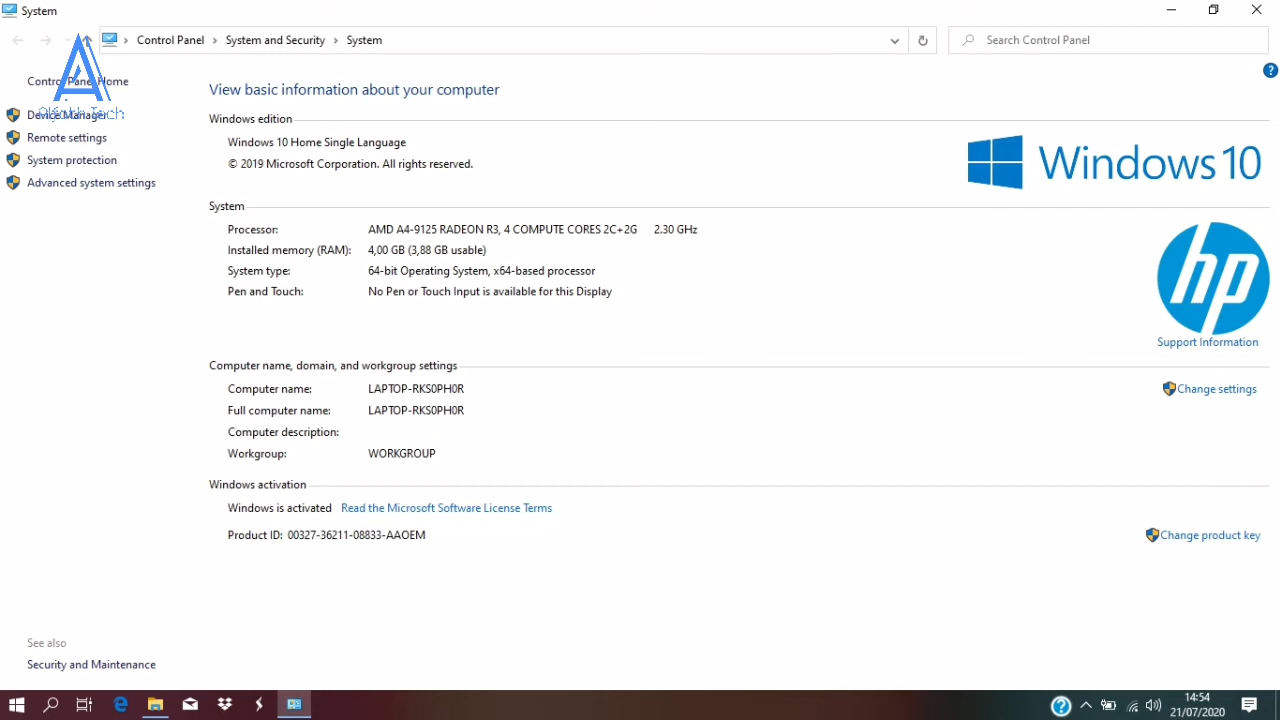 System
Control Panel > System and Security > System
Search Control Panel
Control Panel Home
Device Manager
Remote settings
System protection
Advanced system settings
View basic information about your computer
Windows edition
Windows 10 Home Single Language
© 2019 Microsoft Corporation. All rights reserved.
Windows 10
System
Processor: AMD A4-9125 RADEON R3, 4 COMPUTE CORES 2C+2G 2.30 GHz
Installed memory (RAM): 4,00 GB (3,88 GB usable)
System type: 64-bit Operating System, x64-based processor
Pen and Touch: No Pen or Touch Input is available for this Display
hp
Support Information
Computer name, domain, and workgroup settings
Computer name: LAPTOP-RKS0PH0R
Change settings
Full computer name: LAPTOP-RKS0PH0R
Computer description:
Workgroup: WORKGROUP
Windows activation
Windows is activated Read the Microsoft Software License Terms
Product ID: 00327-36211-08833-AAOEM
Change product key
See also
Security and Maintenance
14:54
21/07/2020